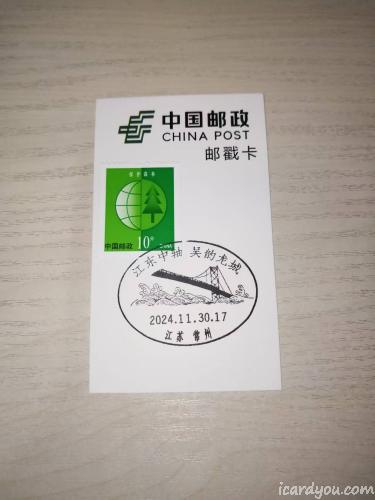 中国邮政
CHINA POST
邮戳卡
保护森林
中国邮政
10分
江东中轴 吴韵龙城
2024.11.30.17
江苏 常州
icardyou.com